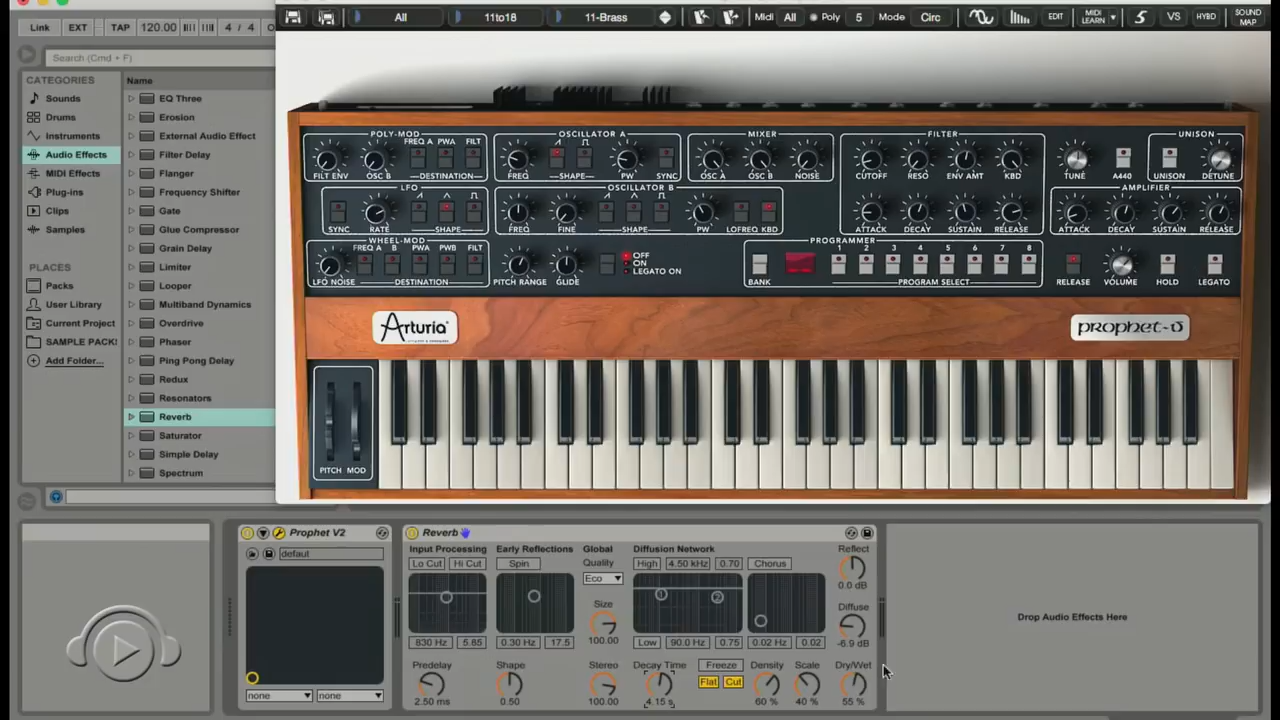 All
11to18
11-Brass
Midi All
Poly 5
Mode Circ
EDIT
MIDI LEARN
5
VS
HYBD
SOUND MAP
Link
EXT
TAP
120.00
4 / 4
Search (Cmd + F)
CATEGORIES
Sounds
Drums
Instruments
Audio Effects
MIDI Effects
Plug-ins
Clips
Samples
PLACES
Packs
User Library
Current Project
SAMPLE PACK
Add Folder...
Name
EQ Three
Erosion
External Audio Effect
Filter Delay
Flanger
Frequency Shifter
Gate
Glue Compressor
Grain Delay
Limiter
Looper
Multiband Dynamics
Overdrive
Phaser
Ping Pong Delay
Redux
Resonators
Reverb
Saturator
Simple Delay
Spectrum
POLY-MOD
FREQ A PWA FILT
FILT ENV OSC B DESTINATION
OSCILLATOR A
FREQ SHAPE PW SYNC
MIXER
OSC A OSC B NOISE
FILTER
CUTOFF RESO ENV AMT KBD
ATTACK DECAY SUSTAIN RELEASE
TUNE A440
UNISON
UNISON DETUNE
LFO
SYNC RATE SHAPE
OSCILLATOR B
FREQ FINE SHAPE PW LOFREQ KBD
AMPLIFIER
ATTACK DECAY SUSTAIN RELEASE
WHEEL-MOD
FREQ A B PWA PWB FILT
LFO NOISE DESTINATION
PITCH RANGE GLIDE
OFF
ON
LEGATO ON
PROGRAMMER
1 2 3 4 5 6 7 8
BANK PROGRAM SELECT
RELEASE VOLUME HOLD LEGATO
Arturia
prophet-V
PITCH MOD
Prophet V2
defaut
none none
Reverb
Input Processing
Lo Cut Hi Cut
830 Hz 5.85
Predelay
2.50 ms
Early Reflections
Spin
0.30 Hz 17.5
Shape
0.50
Global
Quality
Eco
Size
100.00
Stereo
100.00
Diffusion Network
High 4.50 kHz 0.70 Chorus
1 2
Low 90.0 Hz 0.75 0.02 Hz 0.02
Decay Time
4.15 s
Freeze
Flat Cut
Density
60 %
Scale
40 %
Reflect
0.0 dB
Diffuse
-6.9 dB
Dry/Wet
55 %
Drop Audio Effects Here